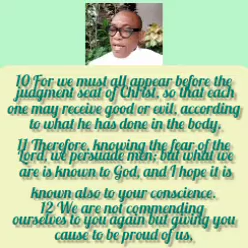 10 For we must all appear before the
judgment seat of Christ, so that each
one may receive good or evil, according
to what he has done in the body.
11 Therefore, knowing the fear of the
Lord, we persuade men; but what we
are is known to God, and I hope it is
known also to your conscience.
12 We are not commending
ourselves to you again but giving you
cause to be proud of us,